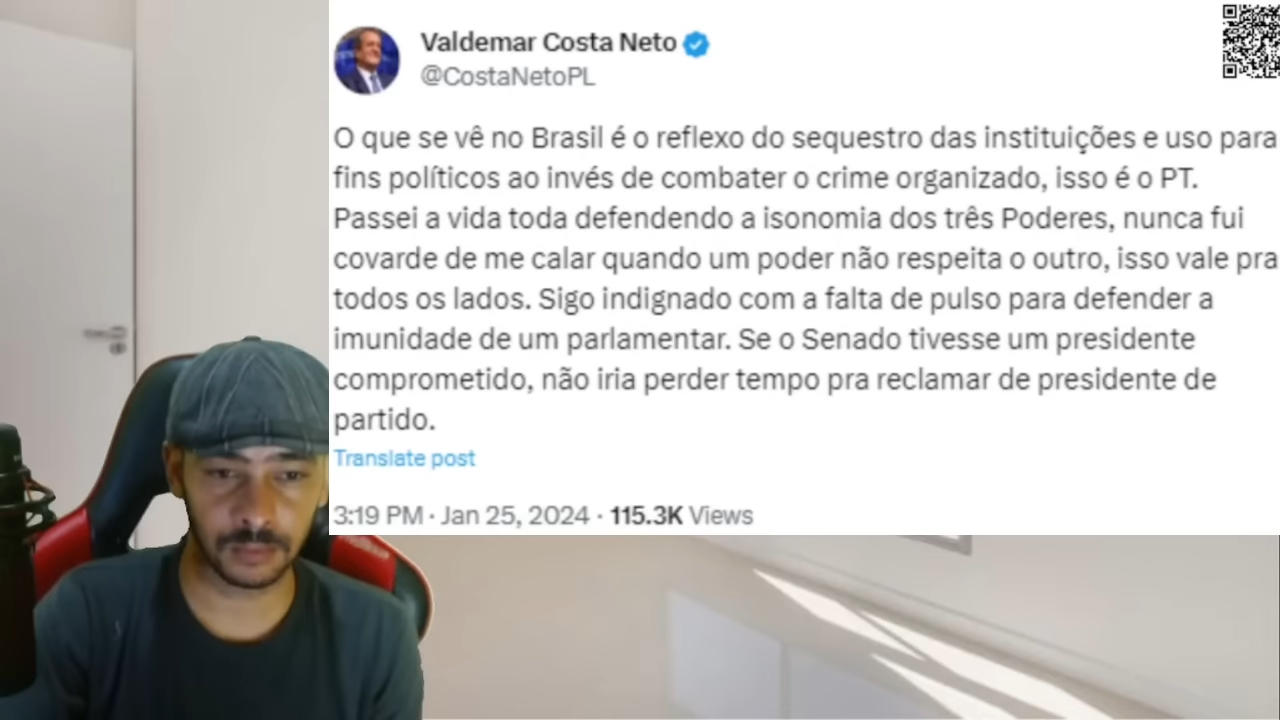 Valdemar Costa Neto
@CostaNetoPL
O que se vê no Brasil é o reflexo do sequestro das instituições e uso para
fins políticos ao invés de combater o crime organizado, isso é o PT.
Passei a vida toda defendendo a isonomia dos três Poderes, nunca fui
covarde de me calar quando um poder não respeita o outro, isso vale pra
todos os lados. Sigo indignado com a falta de pulso para defender a
imunidade de um parlamentar. Se o Senado tivesse um presidente
comprometido, não iria perder tempo pra reclamar de presidente de
partido.
Translate post
3:19 PM · Jan 25, 2024 · 115.3K Views